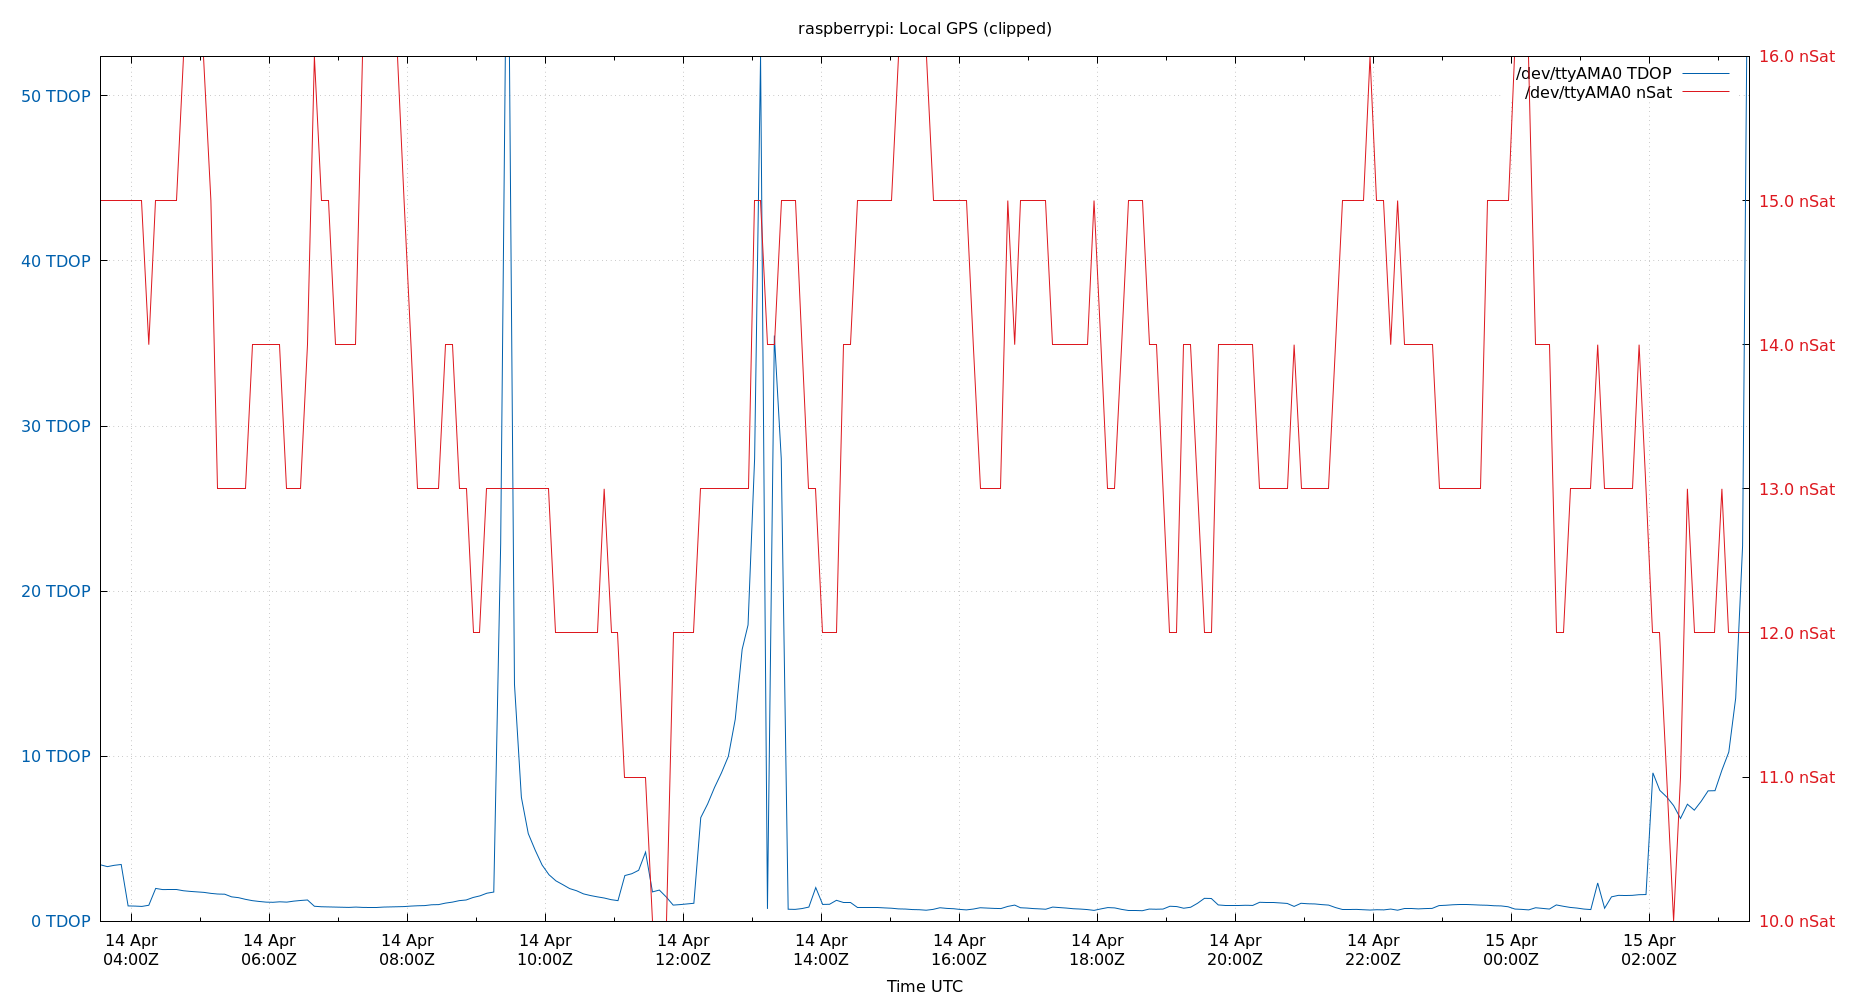 raspberrypi: Local GPS (clipped)
/dev/ttyAMA0 TDOP
/dev/ttyAMA0 nSat
50 TDOP
40 TDOP
30 TDOP
20 TDOP
10 TDOP
0 TDOP
16.0 nSat
15.0 nSat
14.0 nSat
13.0 nSat
12.0 nSat
11.0 nSat
10.0 nSat
14 Apr
04:00Z
14 Apr
06:00Z
14 Apr
08:00Z
14 Apr
10:00Z
14 Apr
12:00Z
14 Apr
14:00Z
14 Apr
16:00Z
14 Apr
18:00Z
14 Apr
20:00Z
14 Apr
22:00Z
15 Apr
00:00Z
15 Apr
02:00Z
Time UTC